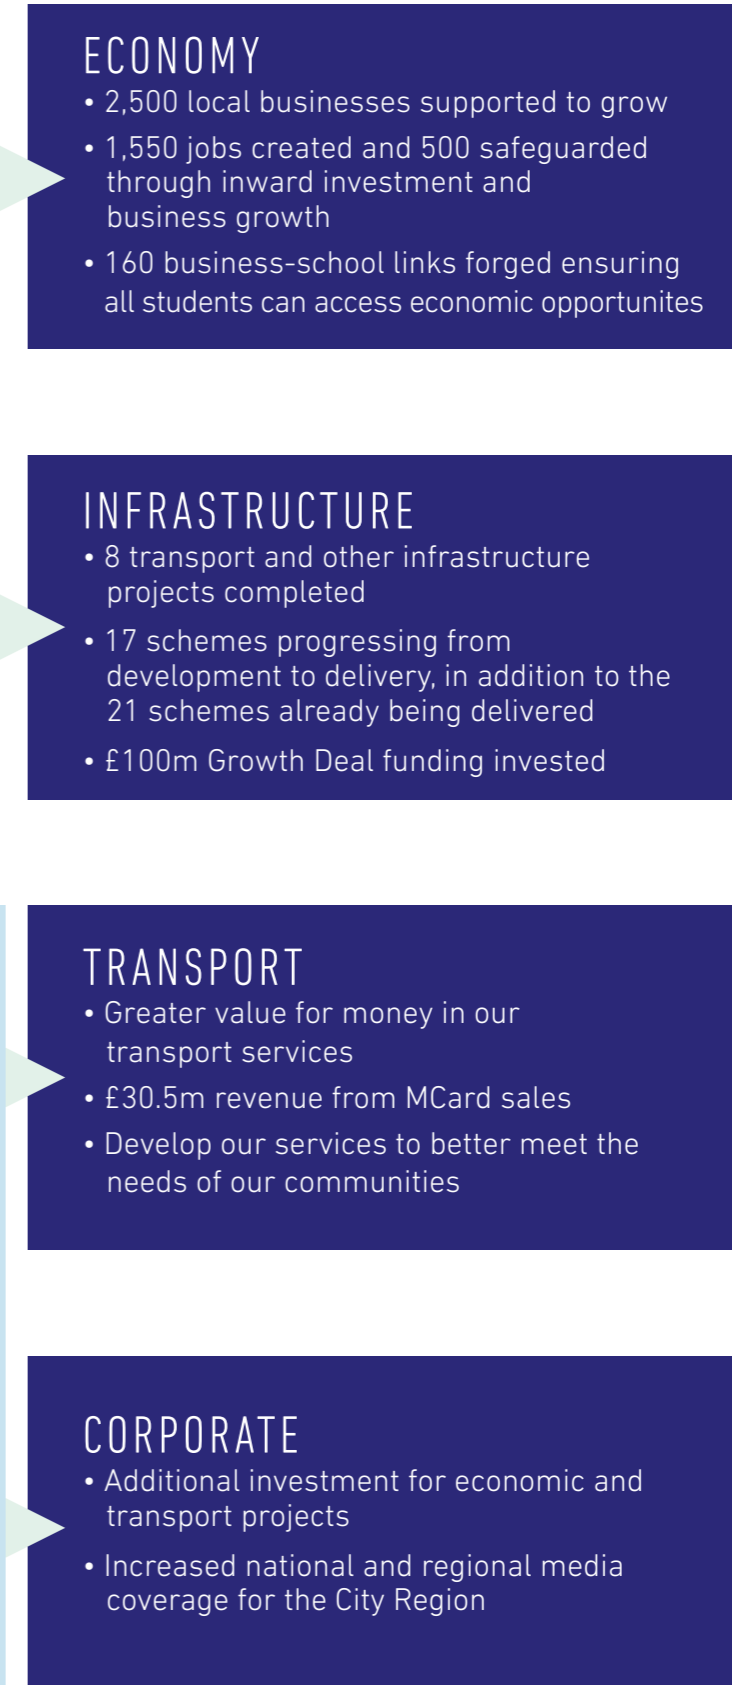 ECONOMY
• 2,500 local businesses supported to grow
• 1,550 jobs created and 500 safeguarded
through inward investment and
business growth
• 160 business-school links forged ensuring
all students can access economic opportunites
INFRASTRUCTURE
• 8 transport and other infrastructure
projects completed
• 17 schemes progressing from
development to delivery, in addition to the
21 schemes already being delivered
• £100m Growth Deal funding invested
TRANSPORT
• Greater value for money in our
transport services
• £30.5m revenue from MCard sales
• Develop our services to better meet the
needs of our communities
CORPORATE
• Additional investment for economic and
transport projects
• Increased national and regional media
coverage for the City Region